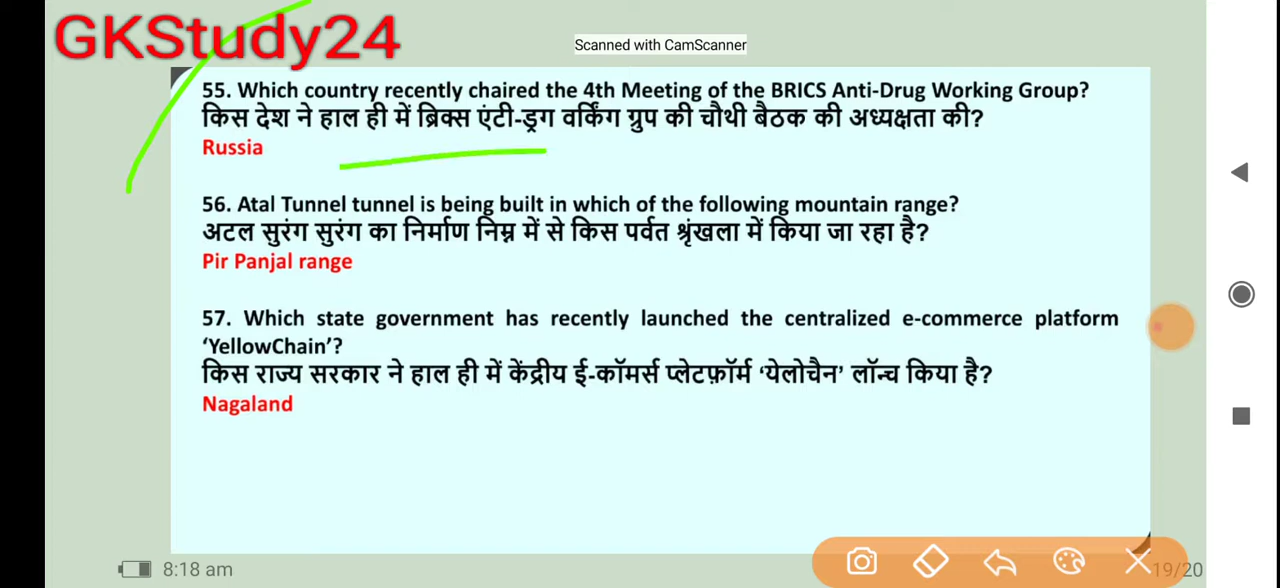 GKStudy24
Scanned with CamScanner
55. Which country recently chaired the 4th Meeting of the BRICS Anti-Drug Working Group?
किस देश ने हाल ही में ब्रिक्स एंटी-ड्रग वर्किंग ग्रुप की चौथी बैठक की अध्यक्षता की?
Russia
56. Atal Tunnel tunnel is being built in which of the following mountain range?
अटल सुरंग सुरंग का निर्माण निम्न में से किस पर्वत श्रृंखला में किया जा रहा है?
Pir Panjal range
57. Which state government has recently launched the centralized e-commerce platform
‘YellowChain’?
किस राज्य सरकार ने हाल ही में केंद्रीय ई-कॉमर्स प्लेटफ़ॉर्म ‘येलोचैन’ लॉन्च किया है?
Nagaland
8:18 am
19/20